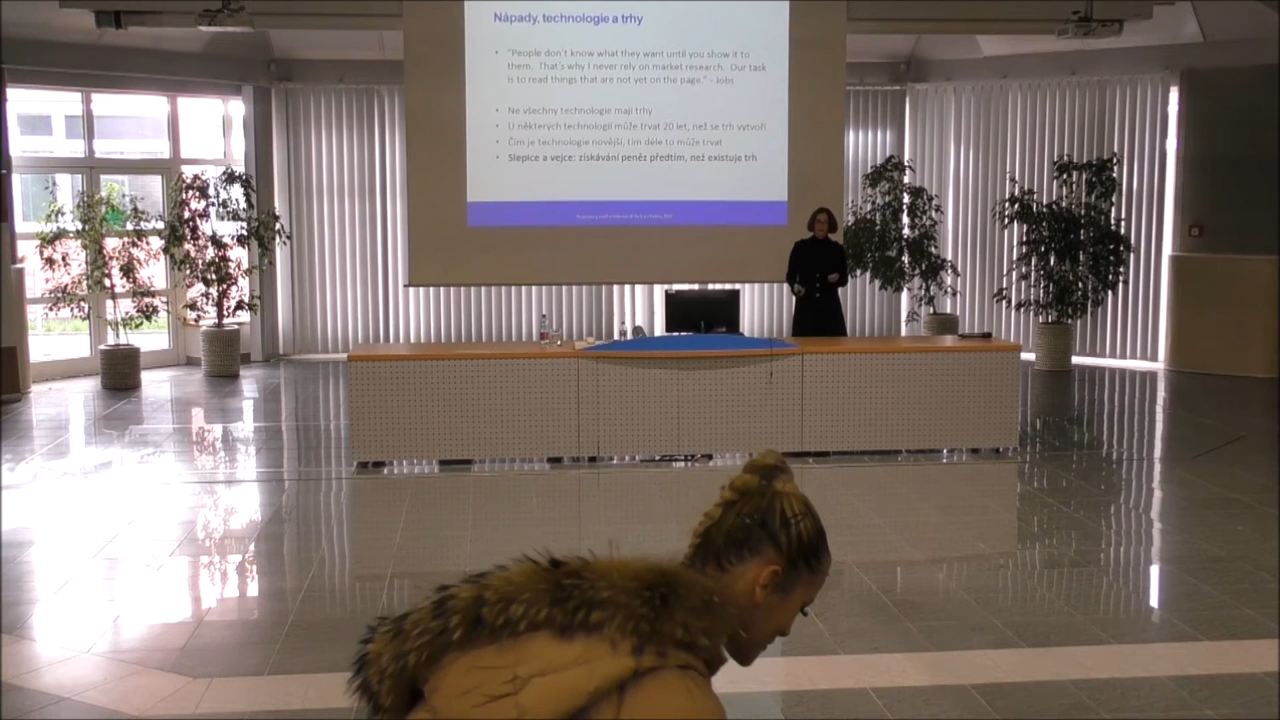 Nápady, technologie a trhy
• "People don't know what they want until you show it to
them. That's why I never rely on market research. Our task
is to read things that are not yet on the page." - Jobs
• Ne všechny technologie mají trhy
• U některých technologií může trvat 20 let, než se trh vytvoří
• Čím je technologie novější, tím déle to může trvat
• Slepice a vejce: získávání peněz předtím, než existuje trh